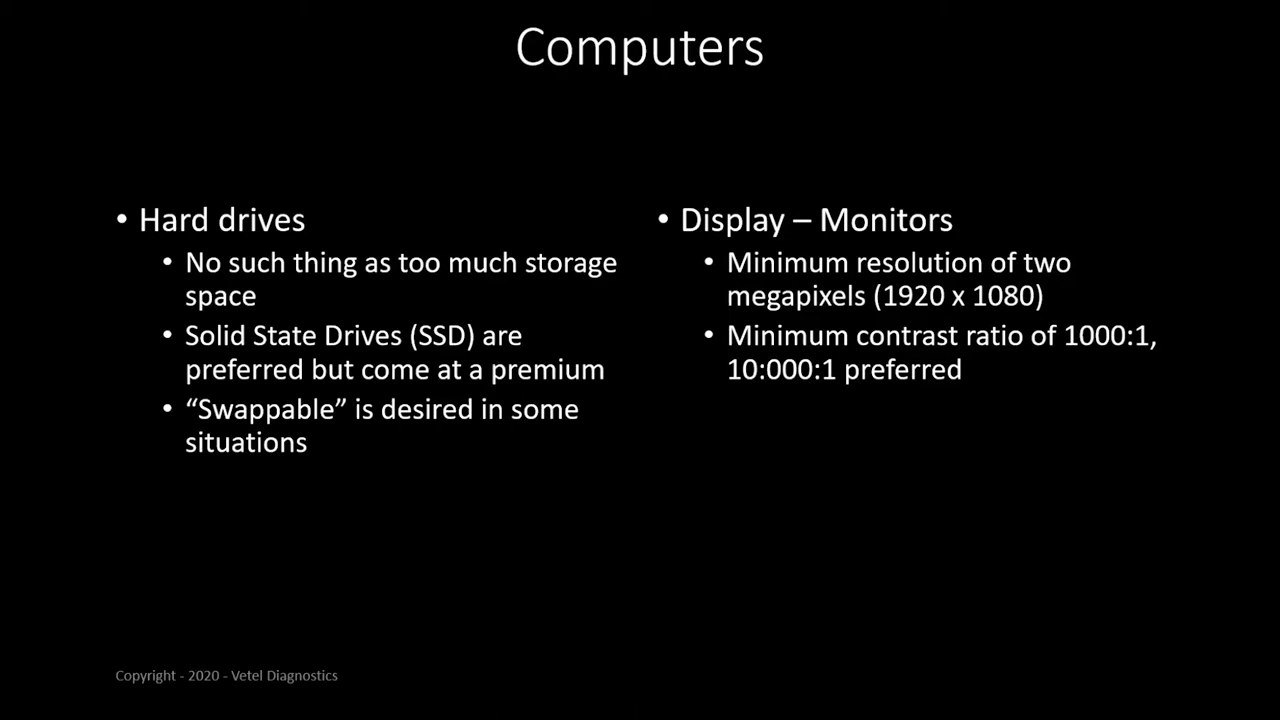 Computers
• Hard drives
• No such thing as too much storage
space
• Solid State Drives (SSD) are
preferred but come at a premium
• “Swappable” is desired in some
situations
• Display – Monitors
• Minimum resolution of two
megapixels (1920 x 1080)
• Minimum contrast ratio of 1000:1,
10:000:1 preferred
Copyright - 2020 - Vetel Diagnostics